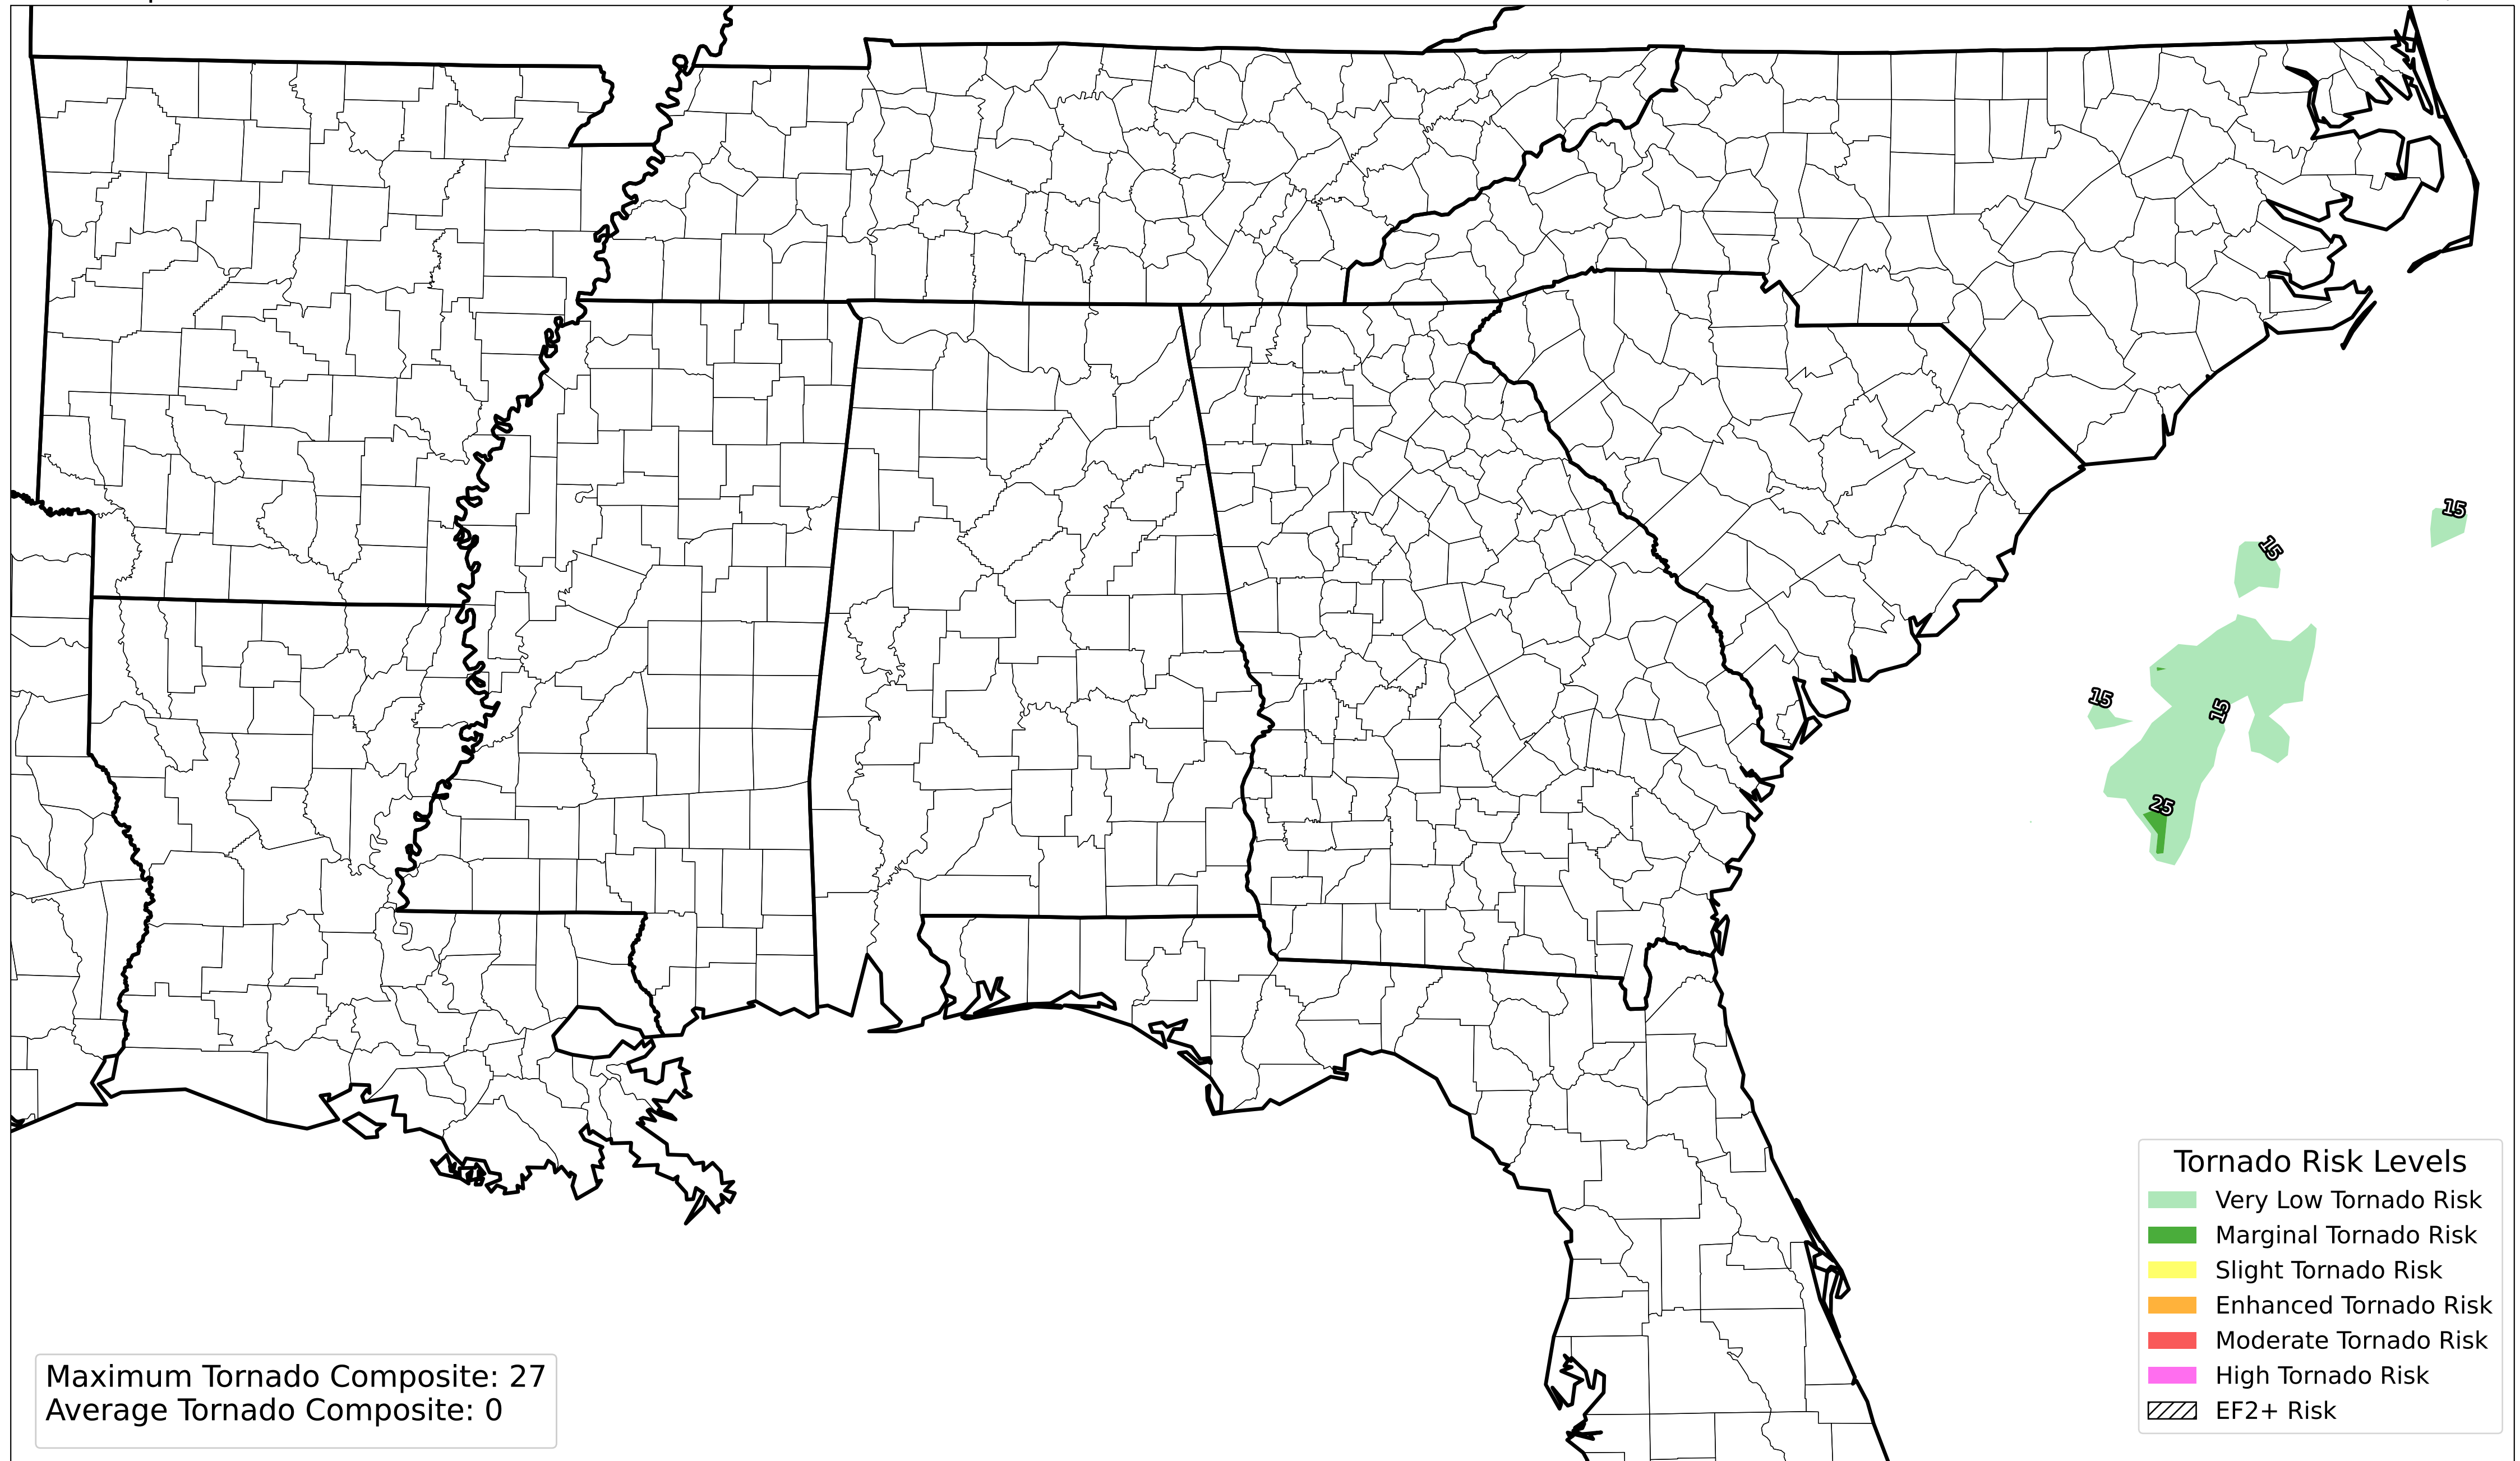 15
15
15
15
25
Tornado Risk Levels
Very Low Tornado Risk
Marginal Tornado Risk
Slight Tornado Risk
Enhanced Tornado Risk
Moderate Tornado Risk
High Tornado Risk
EF2+ Risk
Maximum Tornado Composite: 27
Average Tornado Composite: 0